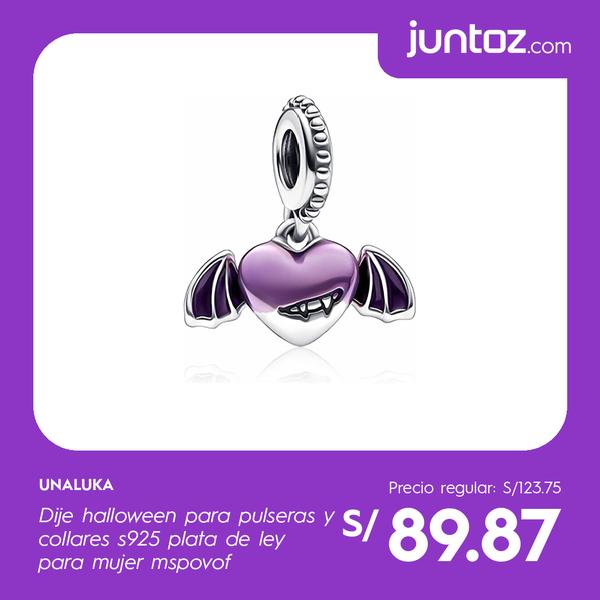 juntoz.com
UNALUKA
Dije halloween para pulseras y
collares s925 plata de ley
para mujer mspovof
Precio regular: S/123.75
S/ 89.87